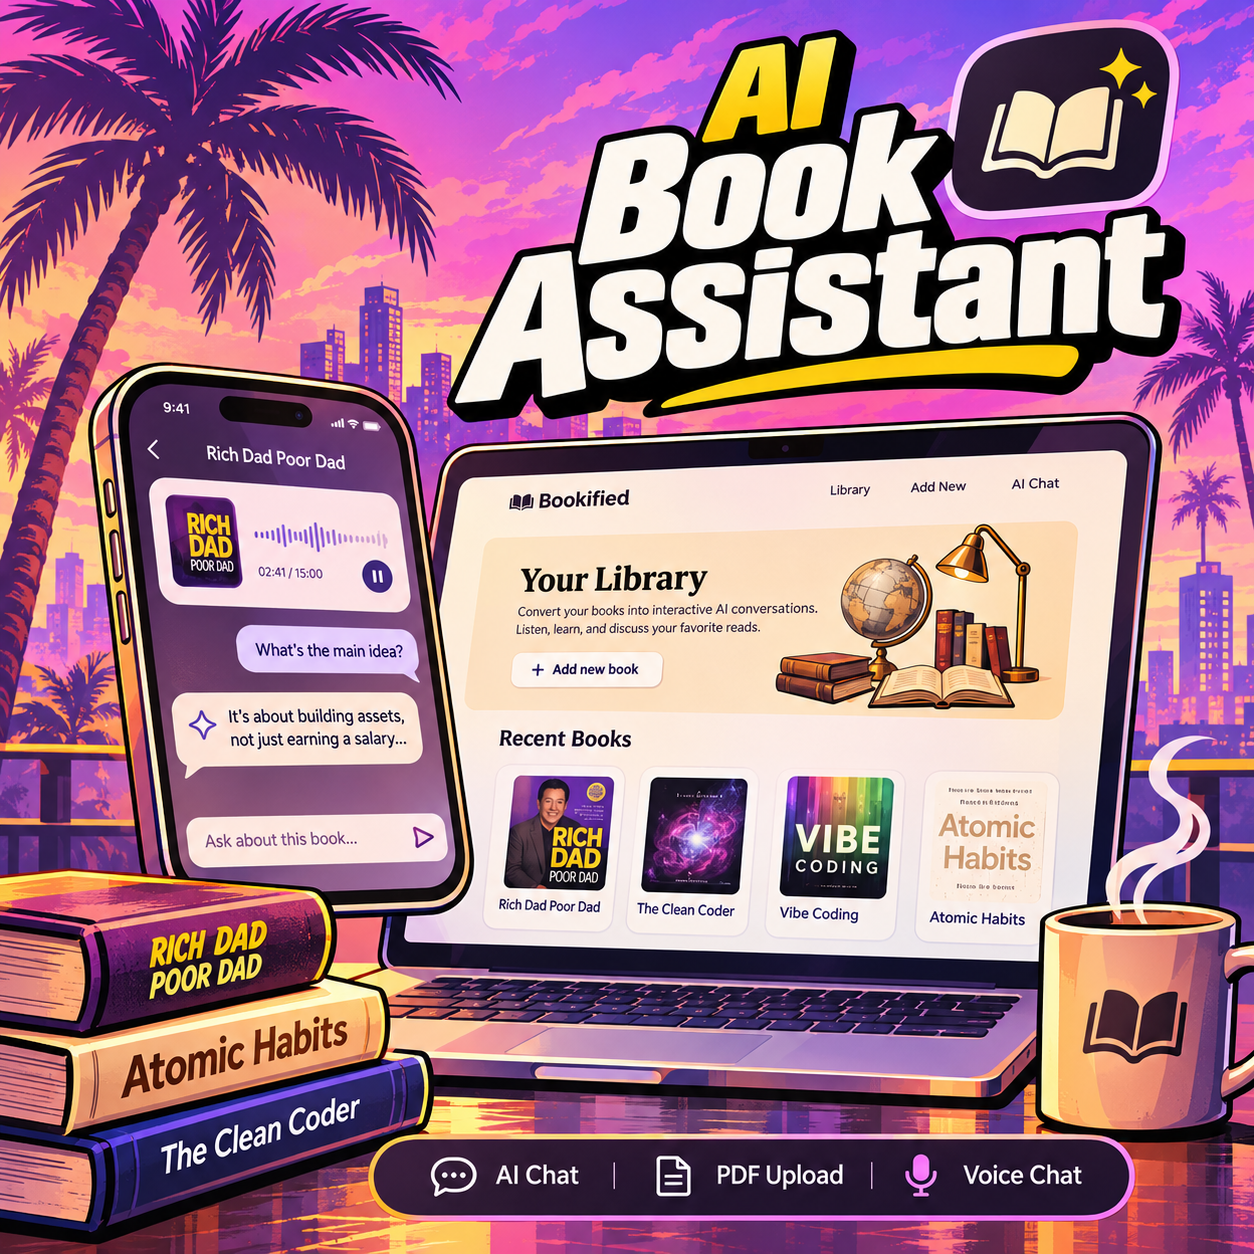 AI
Book
Assistant
9:41
Rich Dad Poor Dad
RICH
DAD
POOR DAD
02:41 / 15:00
What's the main idea?
It's about building assets,
not just earning a salary...
Ask about this book...
Bookified
Library
Add New
AI Chat
Your Library
Convert your books into interactive AI conversations.
Listen, learn, and discuss your favorite reads.
+ Add new book
Recent Books
RICH
DAD
POOR DAD
Rich Dad Poor Dad
The Clean Coder
VIBE
CODING
Vibe Coding
Atomic
Habits
Atomic Habits
RICH DAD
POOR DAD
Atomic Habits
The Clean Coder
AI Chat
PDF Upload
Voice Chat